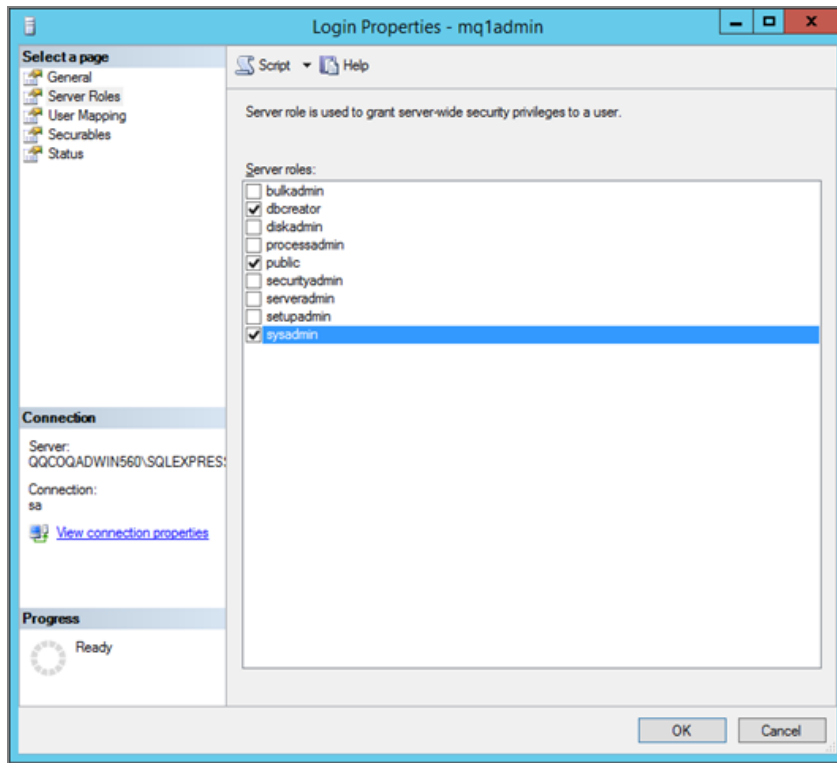 Login Properties - mq1admin
Select a page
General
Server Roles
User Mapping
Securables
Status
Script
Help
Server role is used to grant server-wide security privileges to a user.
Server roles:
bulkadmin
dbcreator
diskadmin
processadmin
public
securityadmin
serveradmin
setupadmin
sysadmin
Connection
Server:
QQCOQADWIN560\SQLEXPRES
Connection:
sa
View connection properties
Progress
Ready
OK
Cancel